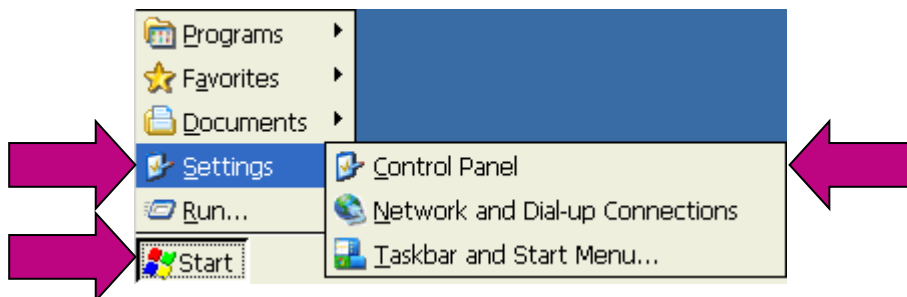 Programs
Favorites
Documents
Settings
Run...
Start
Control Panel
Network and Dial-up Connections
Taskbar and Start Menu...